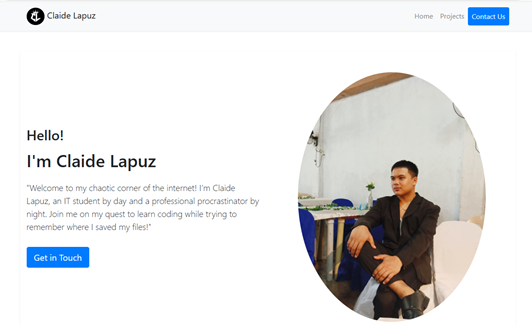 Claide Lapuz
Home Projects Contact Us
Hello!
I'm Claide Lapuz
"Welcome to my chaotic corner of the internet! I'm Claide
Lapuz, an IT student by day and a professional procrastinator by
night. Join me on my quest to learn coding while trying to
remember where I saved my files!"
Get in Touch